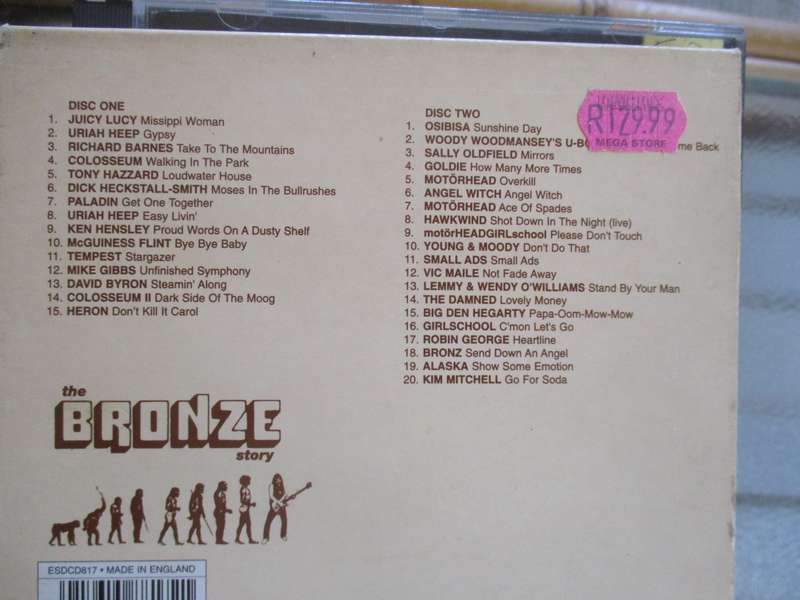 DISC ONE
1. JUICY LUCY Missippi Woman
2. URIAH HEEP Gypsy
3. RICHARD BARNES Take To The Mountains
4. COLOSSEUM Walking In The Park
5. TONY HAZZARD Loudwater House
6. DICK HECKSTALL-SMITH Moses In The Bullrushes
7. PALADIN Get One Together
8. URIAH HEEP Easy Livin'
9. KEN HENSLEY Proud Words On A Dusty Shelf
10. McGUINESS FLINT Bye Bye Baby
11. TEMPEST Stargazer
12. MIKE GIBBS Unfinished Symphony
13. DAVID BYRON Steamin' Along
14. COLOSSEUM II Dark Side Of The Moog
15. HERON Don't Kill It Carol
DISC TWO
1. OSIBISA Sunshine Day
2. WOODY WOODMANSEY'S U-BO me Back
3. SALLY OLDFIELD Mirrors
4. GOLDIE How Many More Times
5. MOTÖRHEAD Overkill
6. ANGEL WITCH Angel Witch
7. MOTÖRHEAD Ace Of Spades
8. HAWKWIND Shot Down In The Night (live)
9. motörHEADGIRLschool Please Don't Touch
10. YOUNG & MOODY Don't Do That
11. SMALL ADS Small Ads
12. VIC MAILE Not Fade Away
13. LEMMY & WENDY O'WILLIAMS Stand By Your Man
14. THE DAMNED Lovely Money
15. BIG DEN HEGARTY Papa-Oom-Mow-Mow
16. GIRLSCHOOL C'mon Let's Go
17. ROBIN GEORGE Heartline
18. BRONZ Send Down An Angel
19. ALASKA Show Some Emotion
20. KIM MITCHELL Go For Soda
R129.99
MEGA STORE
the
BRONZE
story
ESDCD817 • MADE IN ENGLAND